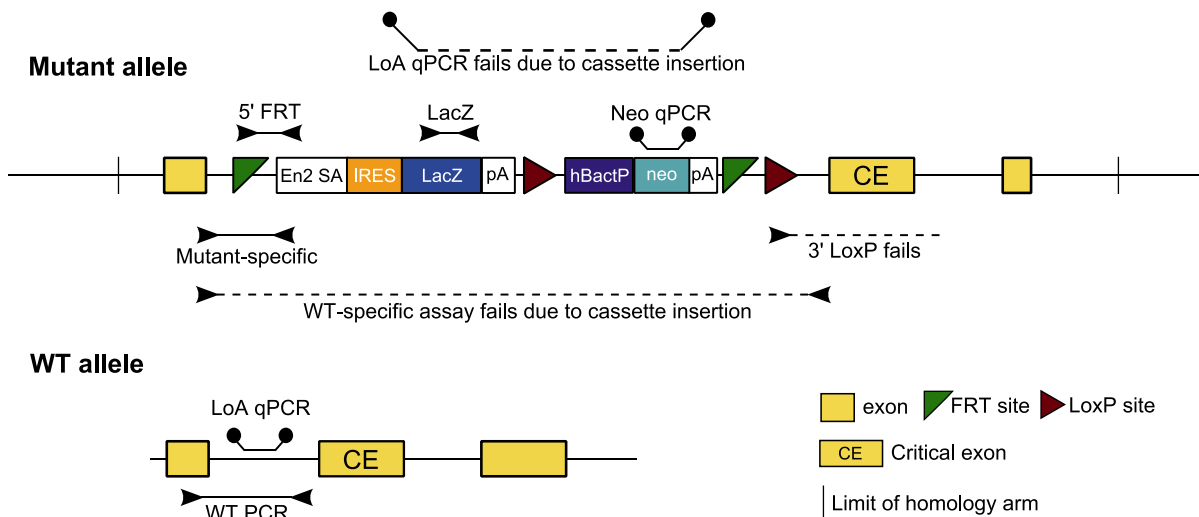 LoA qPCR fails due to cassette insertion
Mutant allele
5' FRT
LacZ
Neo qPCR
En2 SA
IRES
LacZ
pA
hBactP
neo
pA
CE
Mutant-specific
3' LoxP fails
WT-specific assay fails due to cassette insertion
WT allele
LoA qPCR
CE
WT PCR
exon
FRT site
LoxP site
CE
Critical exon
Limit of homology arm